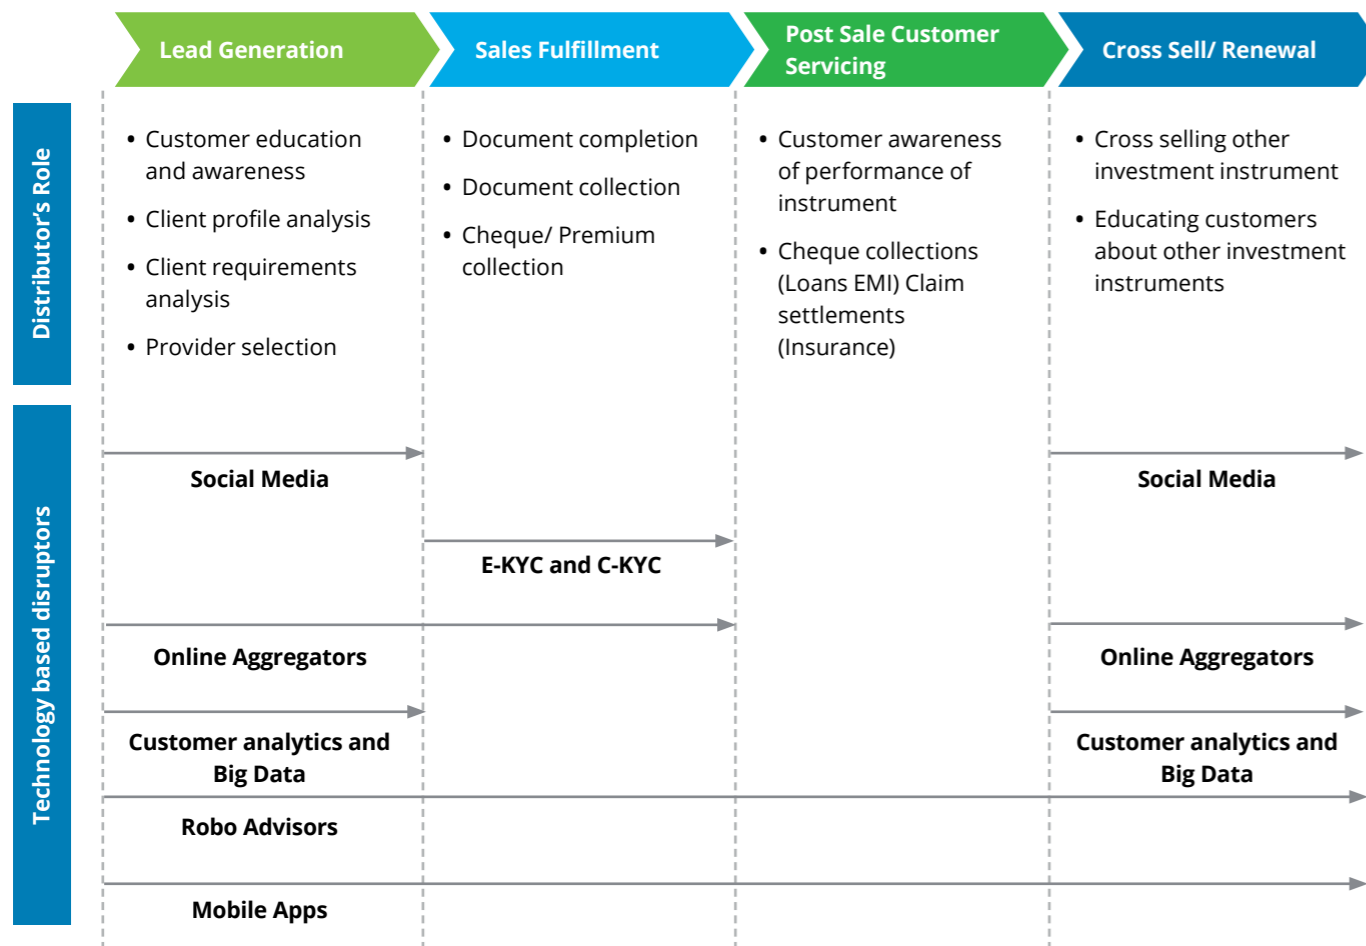 Lead Generation
Sales Fulfillment
Post Sale Customer
Servicing
Cross Sell/ Renewal
Distributor's Role
• Customer education
and awareness
• Client profile analysis
• Client requirements
analysis
• Provider selection
• Document completion
• Document collection
• Cheque/ Premium
collection
• Customer awareness
of performance of
instrument
• Cheque collections
(Loans EMI) Claim
settlements
(Insurance)
• Cross selling other
investment instrument
• Educating customers
about other investment
instruments
Technology based disruptors
Social Media
Social Media
E-KYC and C-KYC
Online Aggregators
Online Aggregators
Customer analytics and
Big Data
Customer analytics and
Big Data
Robo Advisors
Mobile Apps